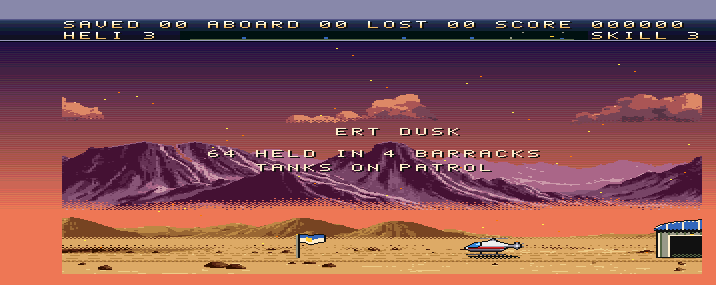 SAVED 00 ABOARD 00 LOST 00 SCORE 000000
HELI 3 SKILL 3
ERT DUSK
64 HELD IN 4 BARRACKS
TANKS ON PATROL